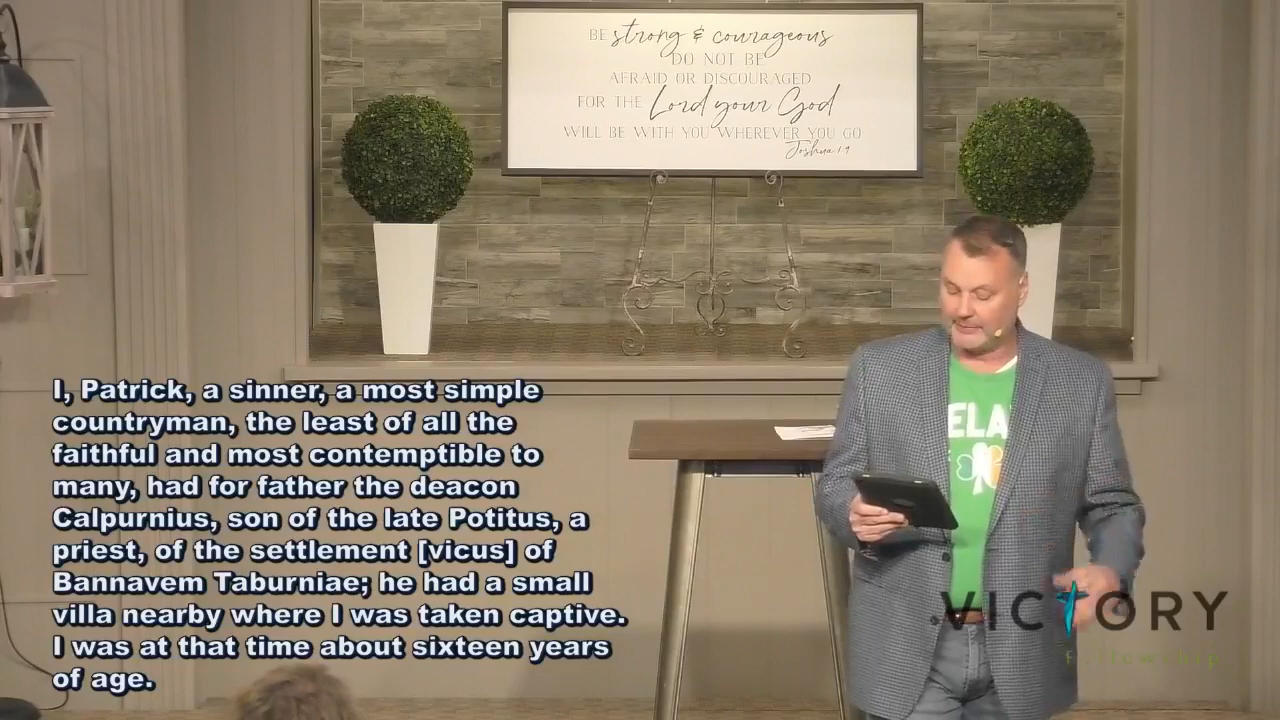 BE strong & courageous
DO NOT BE
AFRAID OR DISCOURAGED
FOR THE Lord your God
WILL BE WITH YOU WHEREVER YOU GO
Joshua 1:9
I, Patrick, a sinner, a most simple
countryman, the least of all the
faithful and most contemptible to
many, had for father the deacon
Calpurnius, son of the late Potitus, a
priest, of the settlement [vicus] of
Bannavem Taburniae; he had a small
villa nearby where I was taken captive.
I was at that time about sixteen years
of age.
ELA
VICTORY
fellowship